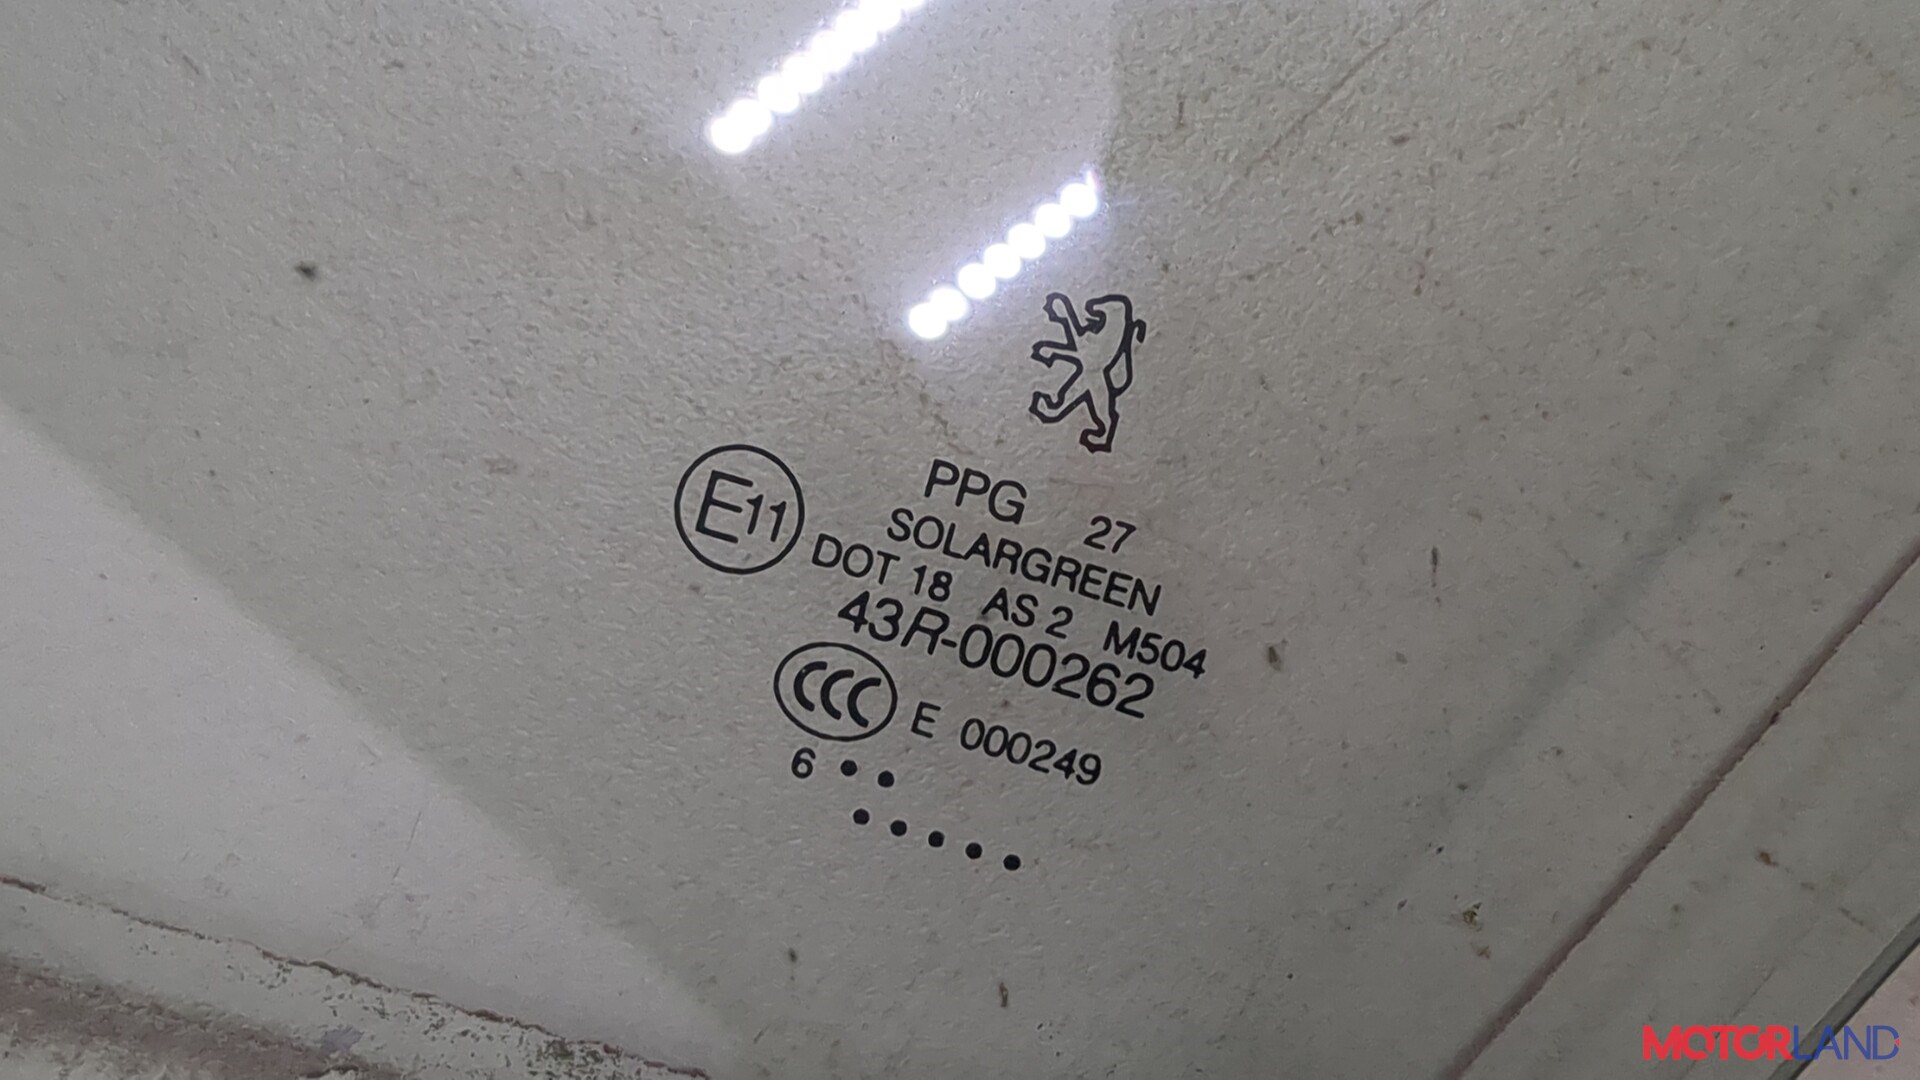 PPG 27
SOLARGREEN
E11 DOT 18 AS 2 M504
43R-000262
CCC E 000249
6 • •
• • • • •
MOTORLAND